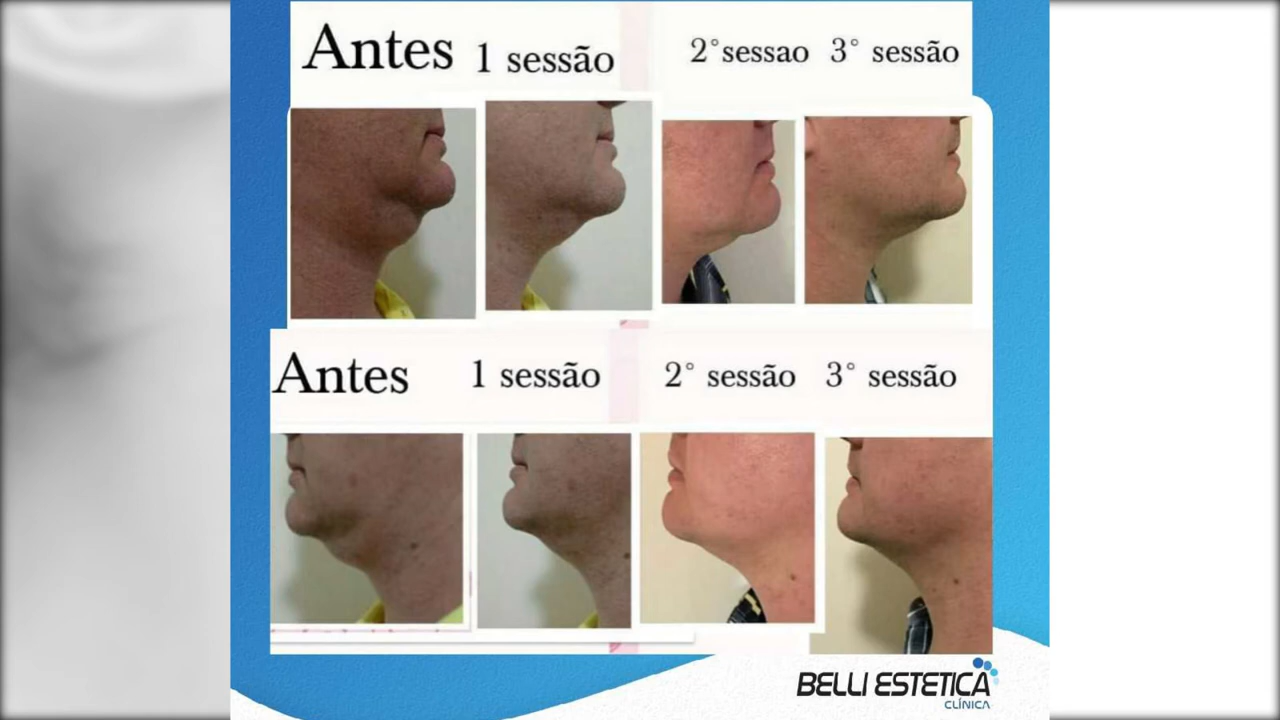 Antes 1 sessão 2°sessao 3° sessão
Antes 1 sessão 2° sessão 3° sessão
BELLI ESTETICA
CLÍNICA